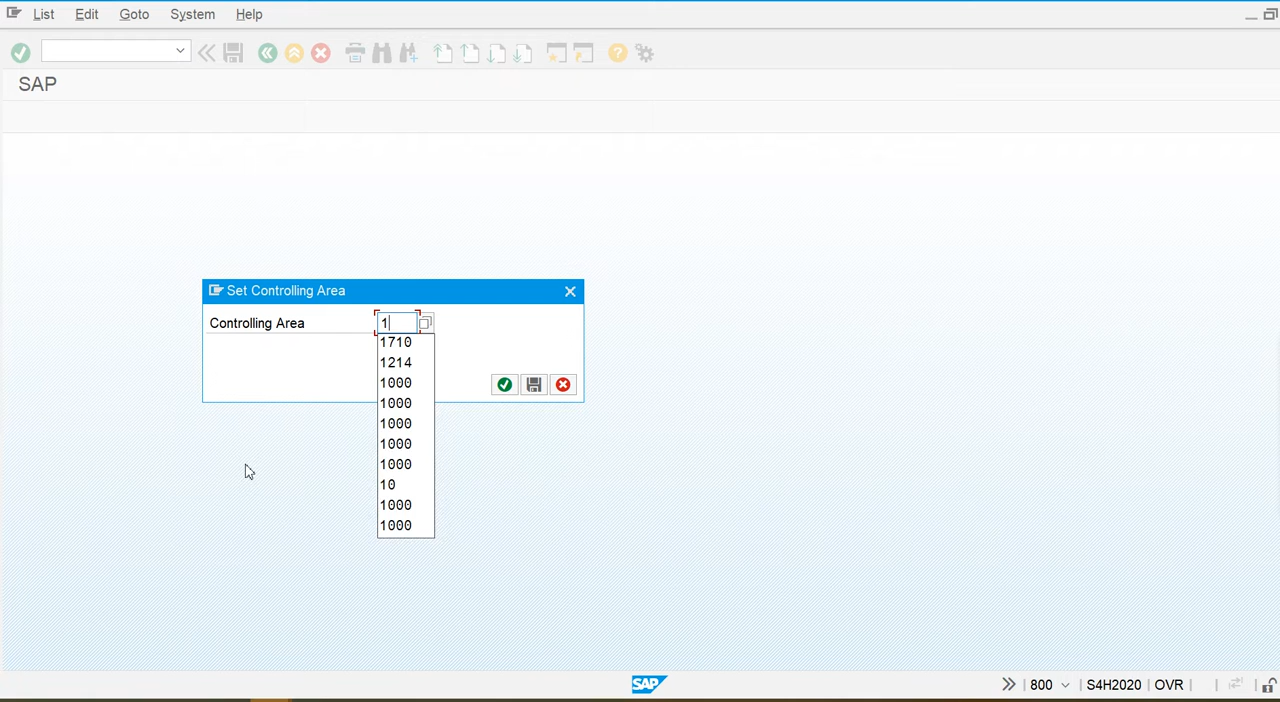 List Edit Goto System Help
SAP
Set Controlling Area
Controlling Area 1
1710
1214
1000
1000
1000
1000
1000
10
1000
1000
SAP 800 S4H2020 OVR